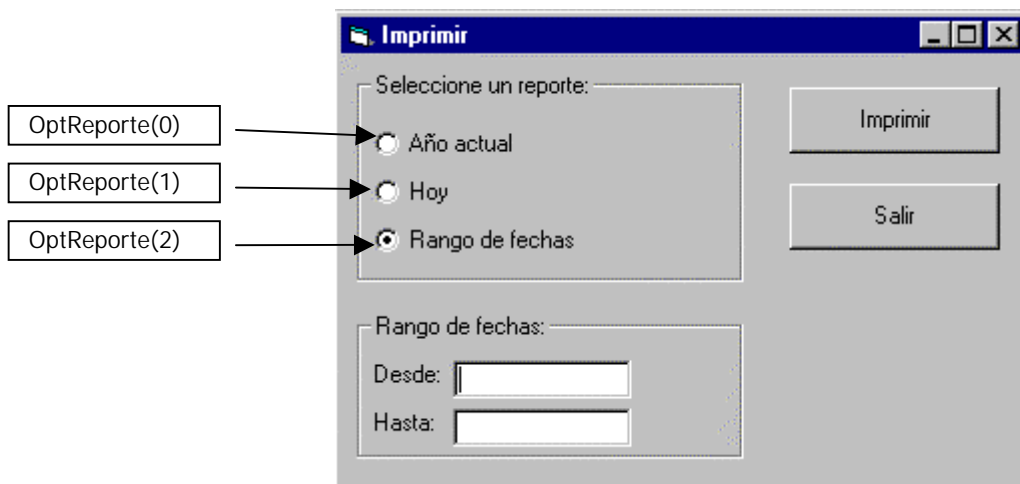 Imprimir
Seleccione un reporte:
OptReporte(0)
Año actual
Imprimir
OptReporte(1)
Hoy
OptReporte(2)
Rango de fechas
Salir
Rango de fechas:
Desde:
Hasta: